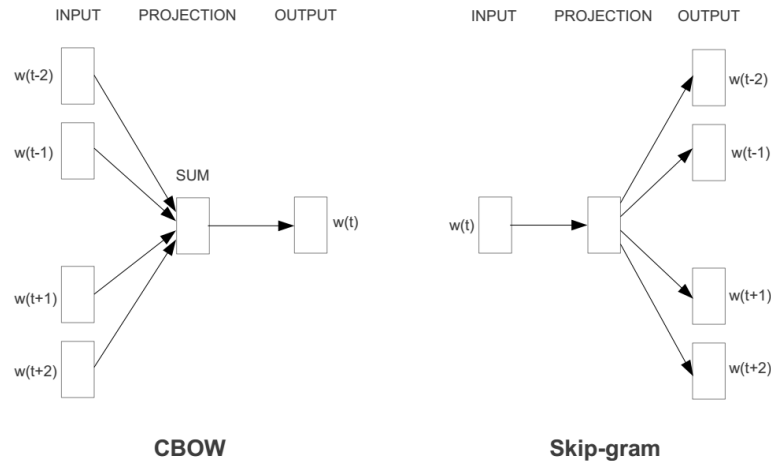 INPUT PROJECTION OUTPUT
w(t-2)
w(t-1)
SUM
w(t)
w(t+1)
w(t+2)
CBOW
INPUT PROJECTION OUTPUT
w(t-2)
w(t-1)
w(t)
w(t+1)
w(t+2)
Skip-gram